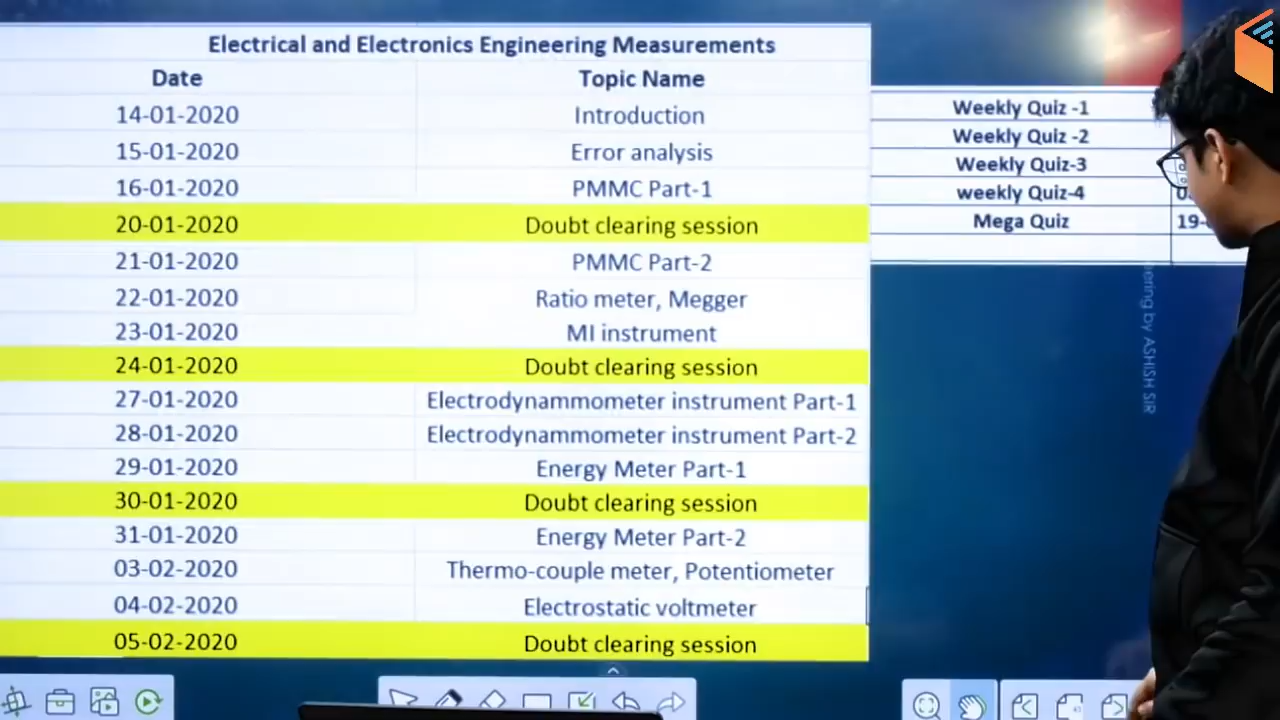 Electrical and Electronics Engineering Measurements
Date Topic Name
14-01-2020 Introduction
15-01-2020 Error analysis
16-01-2020 PMMC Part-1
20-01-2020 Doubt clearing session
21-01-2020 PMMC Part-2
22-01-2020 Ratio meter, Megger
23-01-2020 MI instrument
24-01-2020 Doubt clearing session
27-01-2020 Electrodynammometer instrument Part-1
28-01-2020 Electrodynammometer instrument Part-2
29-01-2020 Energy Meter Part-1
30-01-2020 Doubt clearing session
31-01-2020 Energy Meter Part-2
03-02-2020 Thermo-couple meter, Potentiometer
04-02-2020 Electrostatic voltmeter
05-02-2020 Doubt clearing session
Weekly Quiz -1
Weekly Quiz -2
Weekly Quiz-3
weekly Quiz-4
Mega Quiz 19-
by ASHISH SIR